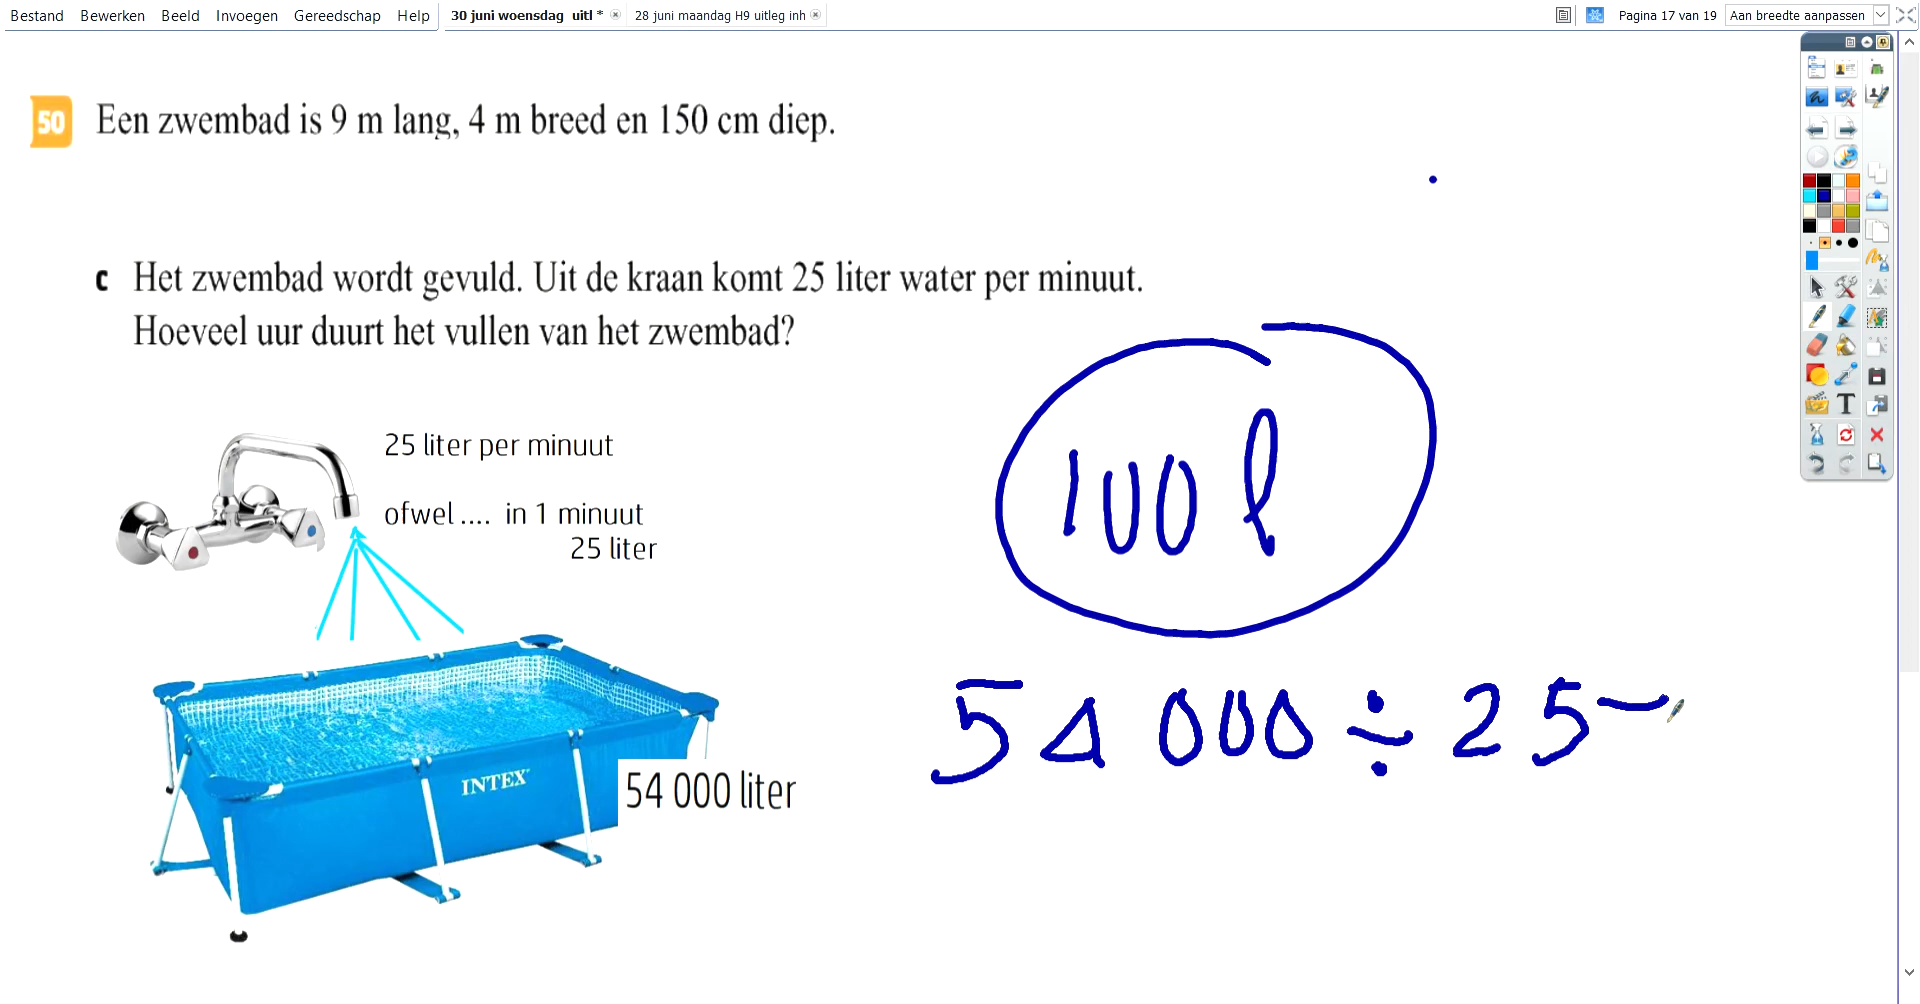 Bestand Bewerken Beeld Invoegen Gereedschap Help 30 juni woensdag uitl * 28 juni maandag H9 uitleg inh Pagina 17 van 19 Aan breedte aanpassen
50 Een zwembad is 9 m lang, 4 m breed en 150 cm diep.
c Het zwembad wordt gevuld. Uit de kraan komt 25 liter water per minuut.
Hoeveel uur duurt het vullen van het zwembad?
25 liter per minuut
ofwel .... in 1 minuut
25 liter
100 l
54 000 ÷ 25
INTEX
54 000 liter